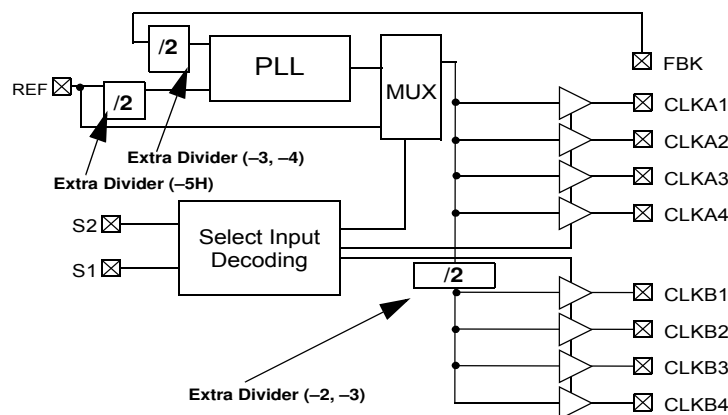 /2
PLL
FBK
MUX
REF
/2
CLKA1
CLKA2
Extra Divider (–3, –4)
Extra Divider (–5H)
CLKA3
CLKA4
S2
Select Input
Decoding
S1
/2
CLKB1
CLKB2
CLKB3
Extra Divider (–2, –3)
CLKB4